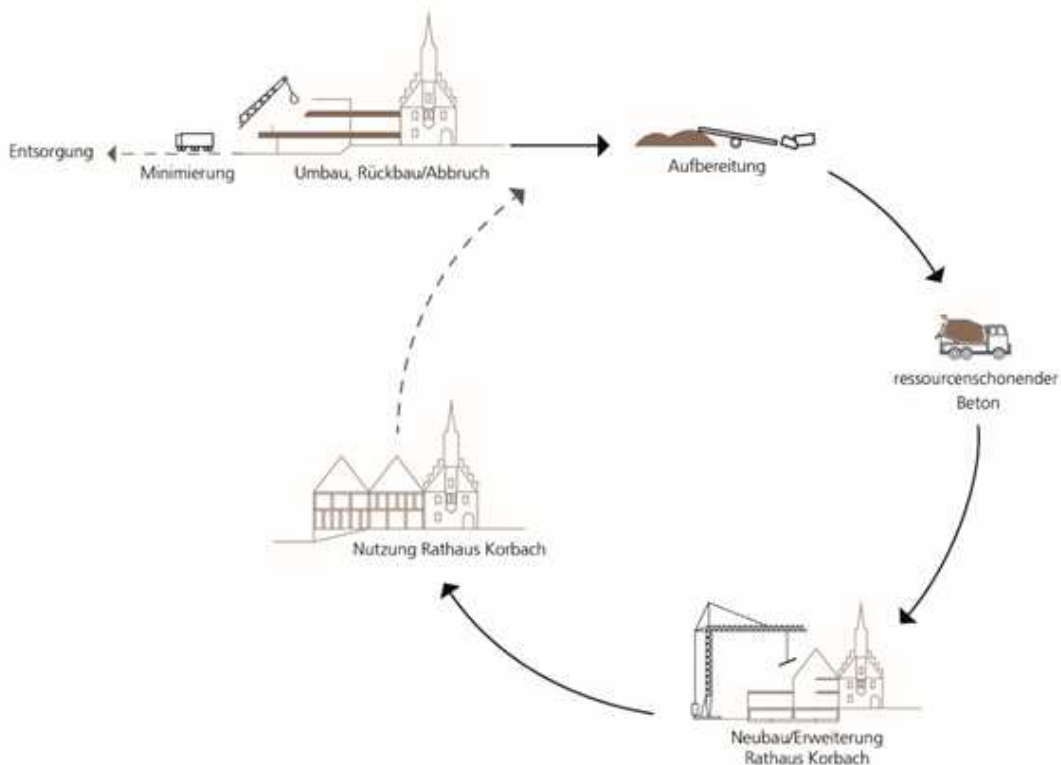 Entsorgung
Minimierung
Umbau, Rückbau/Abbruch
Aufbereitung
ressourcenschonender
Beton
Nutzung Rathaus Korbach
Neubau/Erweiterung
Rathaus Korbach